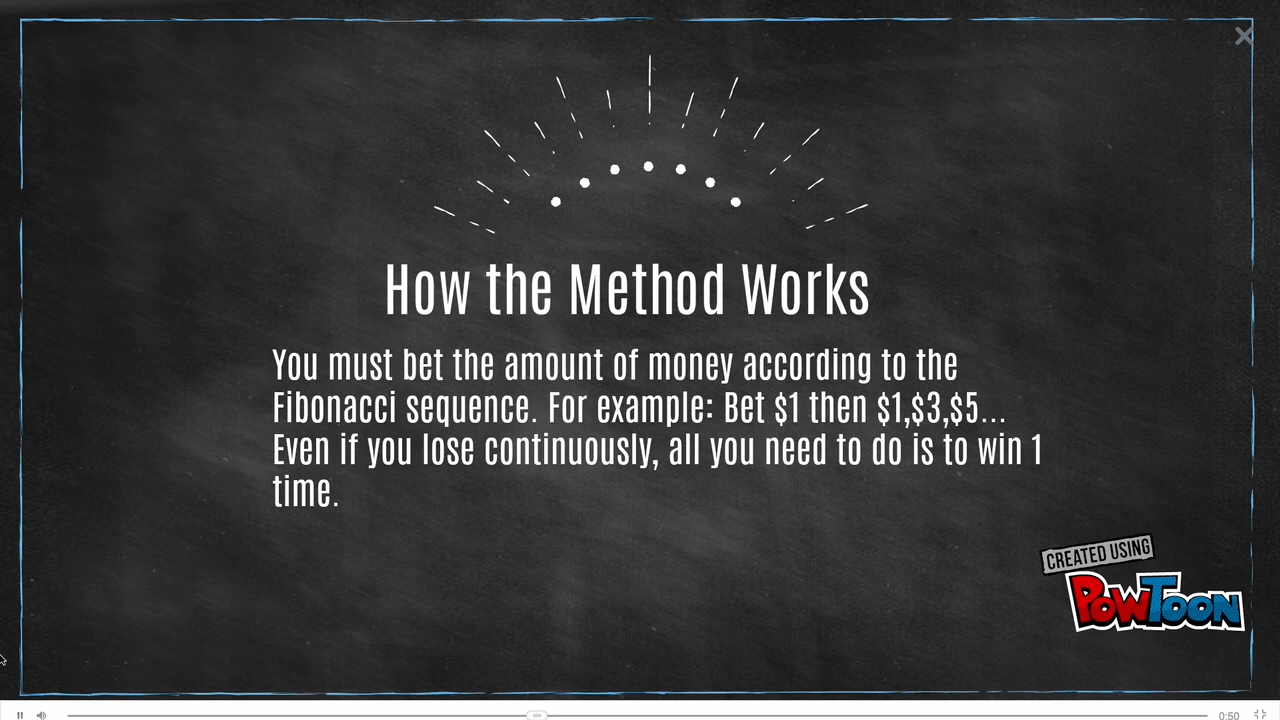 How the Method Works
You must bet the amount of money according to the
Fibonacci sequence. For example: Bet $1 then $1,$3,$5...
Even if you lose continuously, all you need to do is to win 1
time.
CREATED USING
POWTOON
0:50